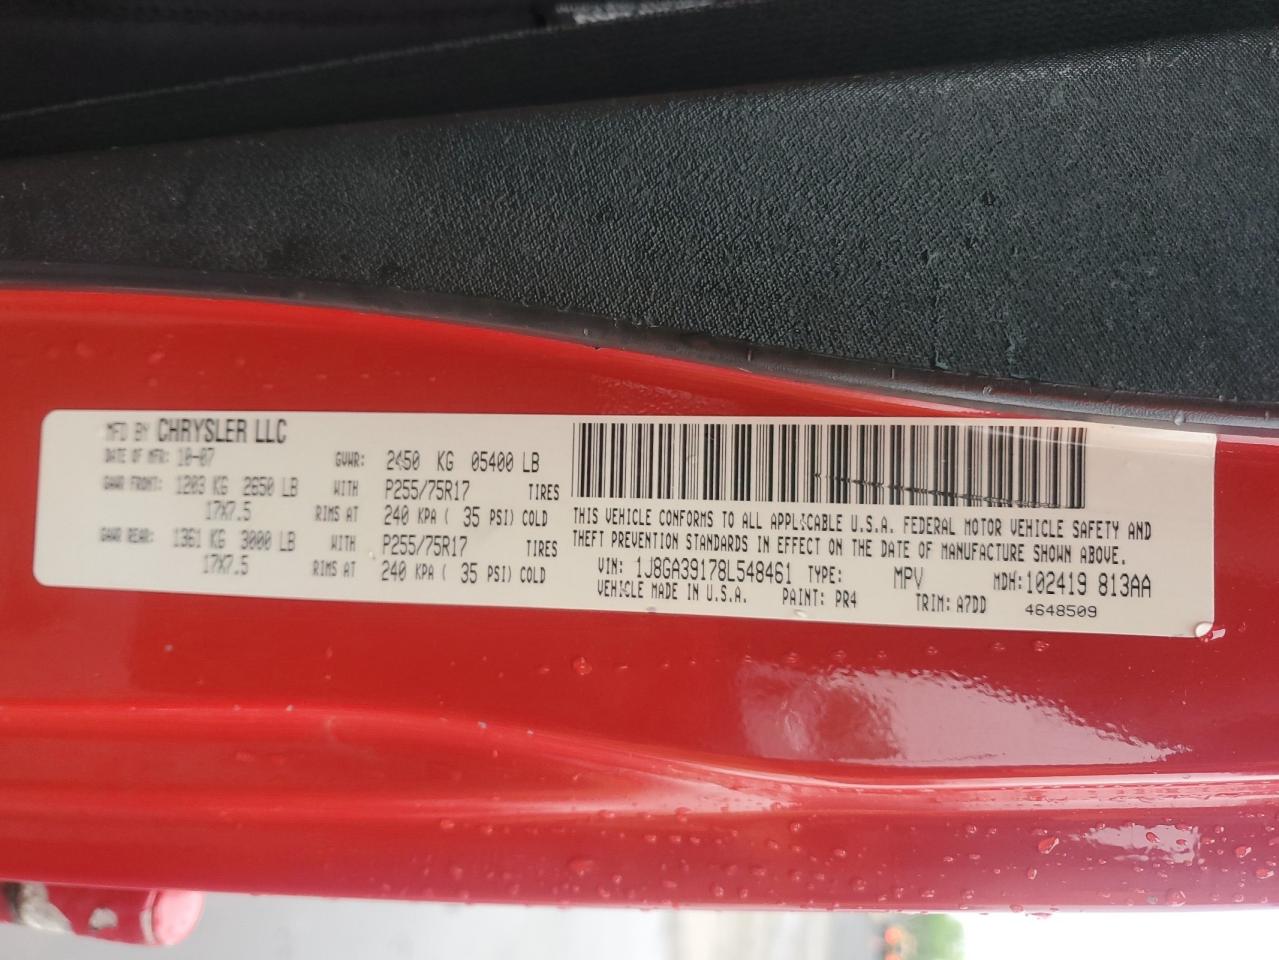 MFD BY CHRYSLER LLC
DATE OF MFR: 10-07 GVWR: 2450 KG 05400 LB
GAWR FRONT: 1203 KG 2650 LB WITH P255/75R17 TIRES
17X7.5 RIMS AT 240 KPA ( 35 PSI) COLD
GAWR REAR: 1361 KG 3000 LB WITH P255/75R17 TIRES
17X7.5 RIMS AT 240 KPA ( 35 PSI) COLD
THIS VEHICLE CONFORMS TO ALL APPLICABLE U.S.A. FEDERAL MOTOR VEHICLE SAFETY AND
THEFT PREVENTION STANDARDS IN EFFECT ON THE DATE OF MANUFACTURE SHOWN ABOVE.
VIN: 1J8GA39178L548461 TYPE: MPV MDH: 102419 813AA
VEHICLE MADE IN U.S.A. PAINT: PR4 TRIM: A7DD 4648509